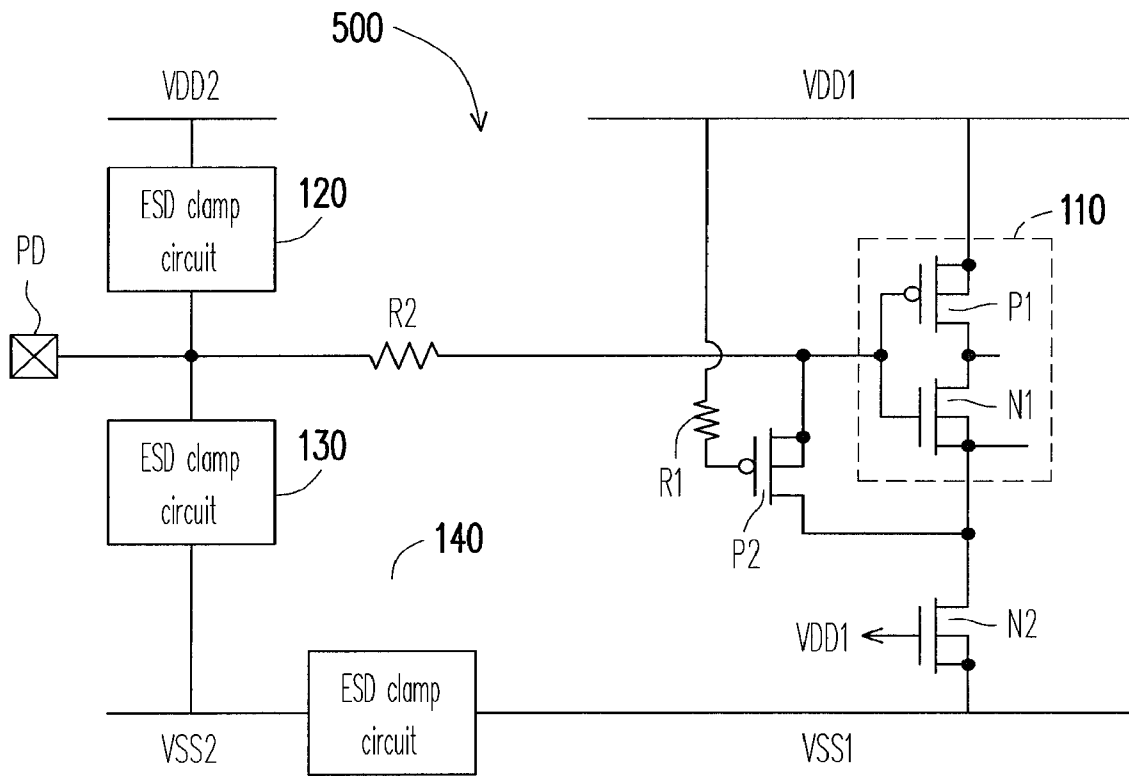 500
VDD2
VDD1
ESD clamp
circuit
120
110
PD
P1
R2
N1
ESD clamp
circuit
130
R1
P2
140
N2
VDD1
ESD clamp
circuit
VSS2
VSS1